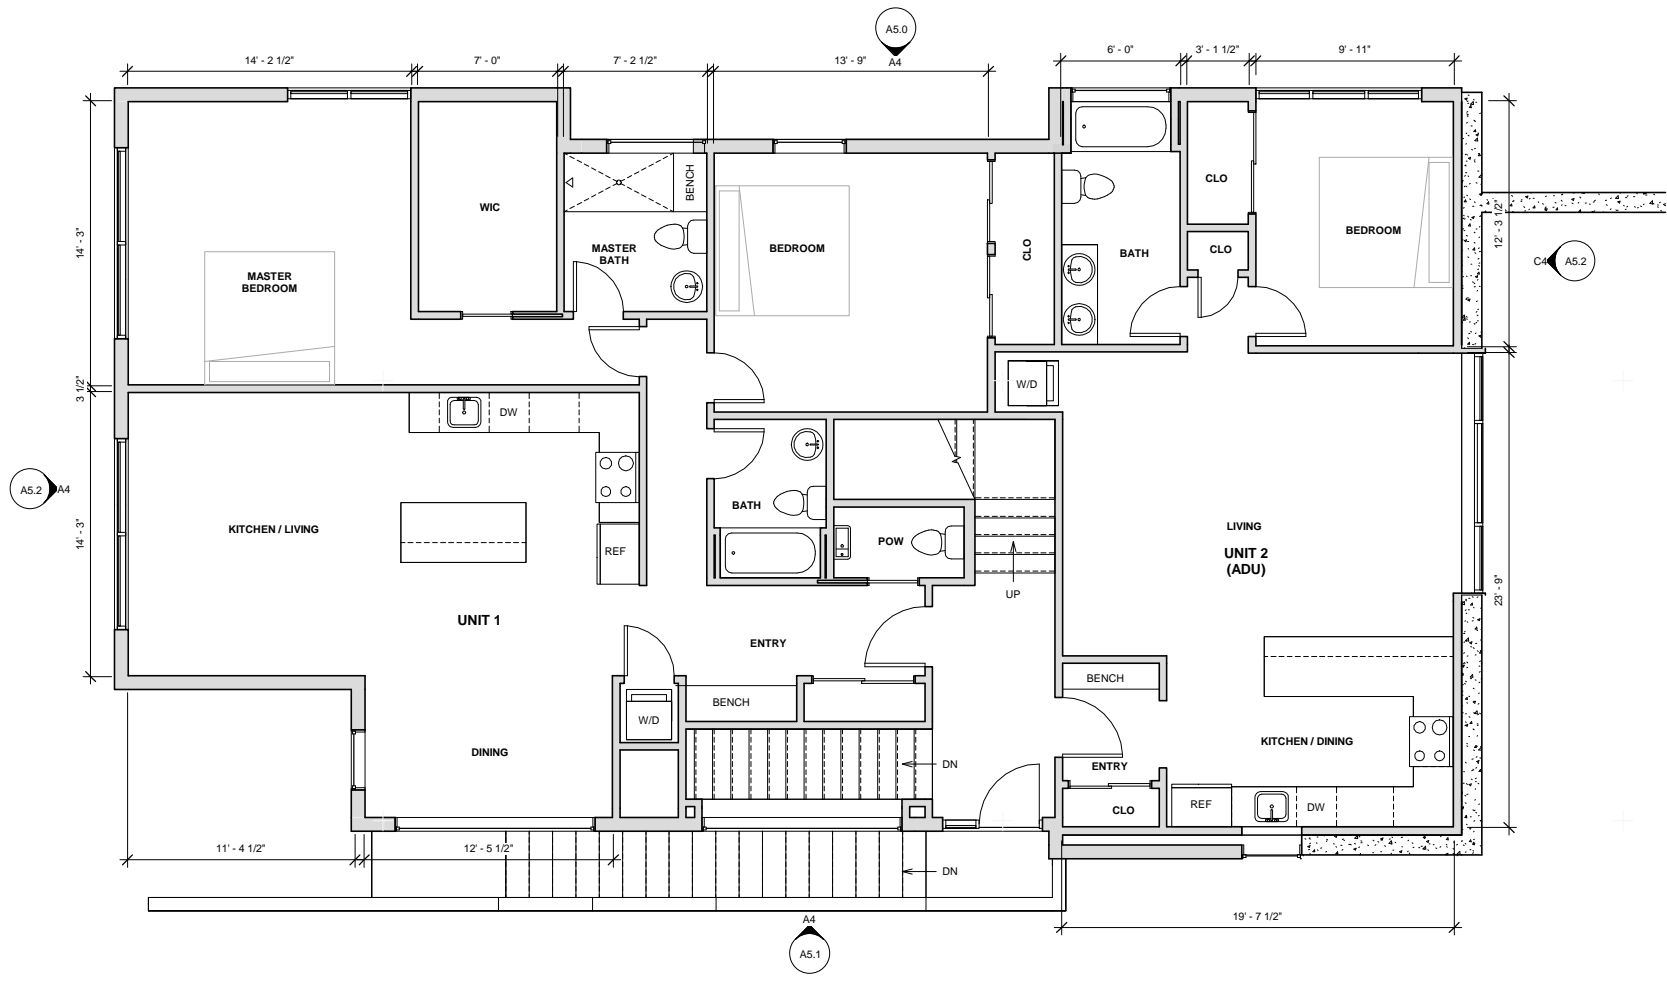 A5.0
A4
14' - 2 1/2"
7' - 0"
7' - 2 1/2"
13' - 9"
6' - 0"
3' - 1 1/2"
9' - 11"
14' - 3"
3 1/2"
14' - 3"
12' - 3 1/2"
23' - 9"
WIC
MASTER
BEDROOM
MASTER
BATH
BENCH
BEDROOM
CLO
BATH
CLO
CLO
BEDROOM
C4
A5.2
W/D
DW
A5.2
A4
KITCHEN / LIVING
REF
BATH
POW
UP
LIVING
UNIT 2
(ADU)
UNIT 1
ENTRY
BENCH
W/D
BENCH
DINING
DN
KITCHEN / DINING
ENTRY
CLO
REF
DW
11' - 4 1/2"
12' - 5 1/2"
DN
19' - 7 1/2"
A4
A5.1